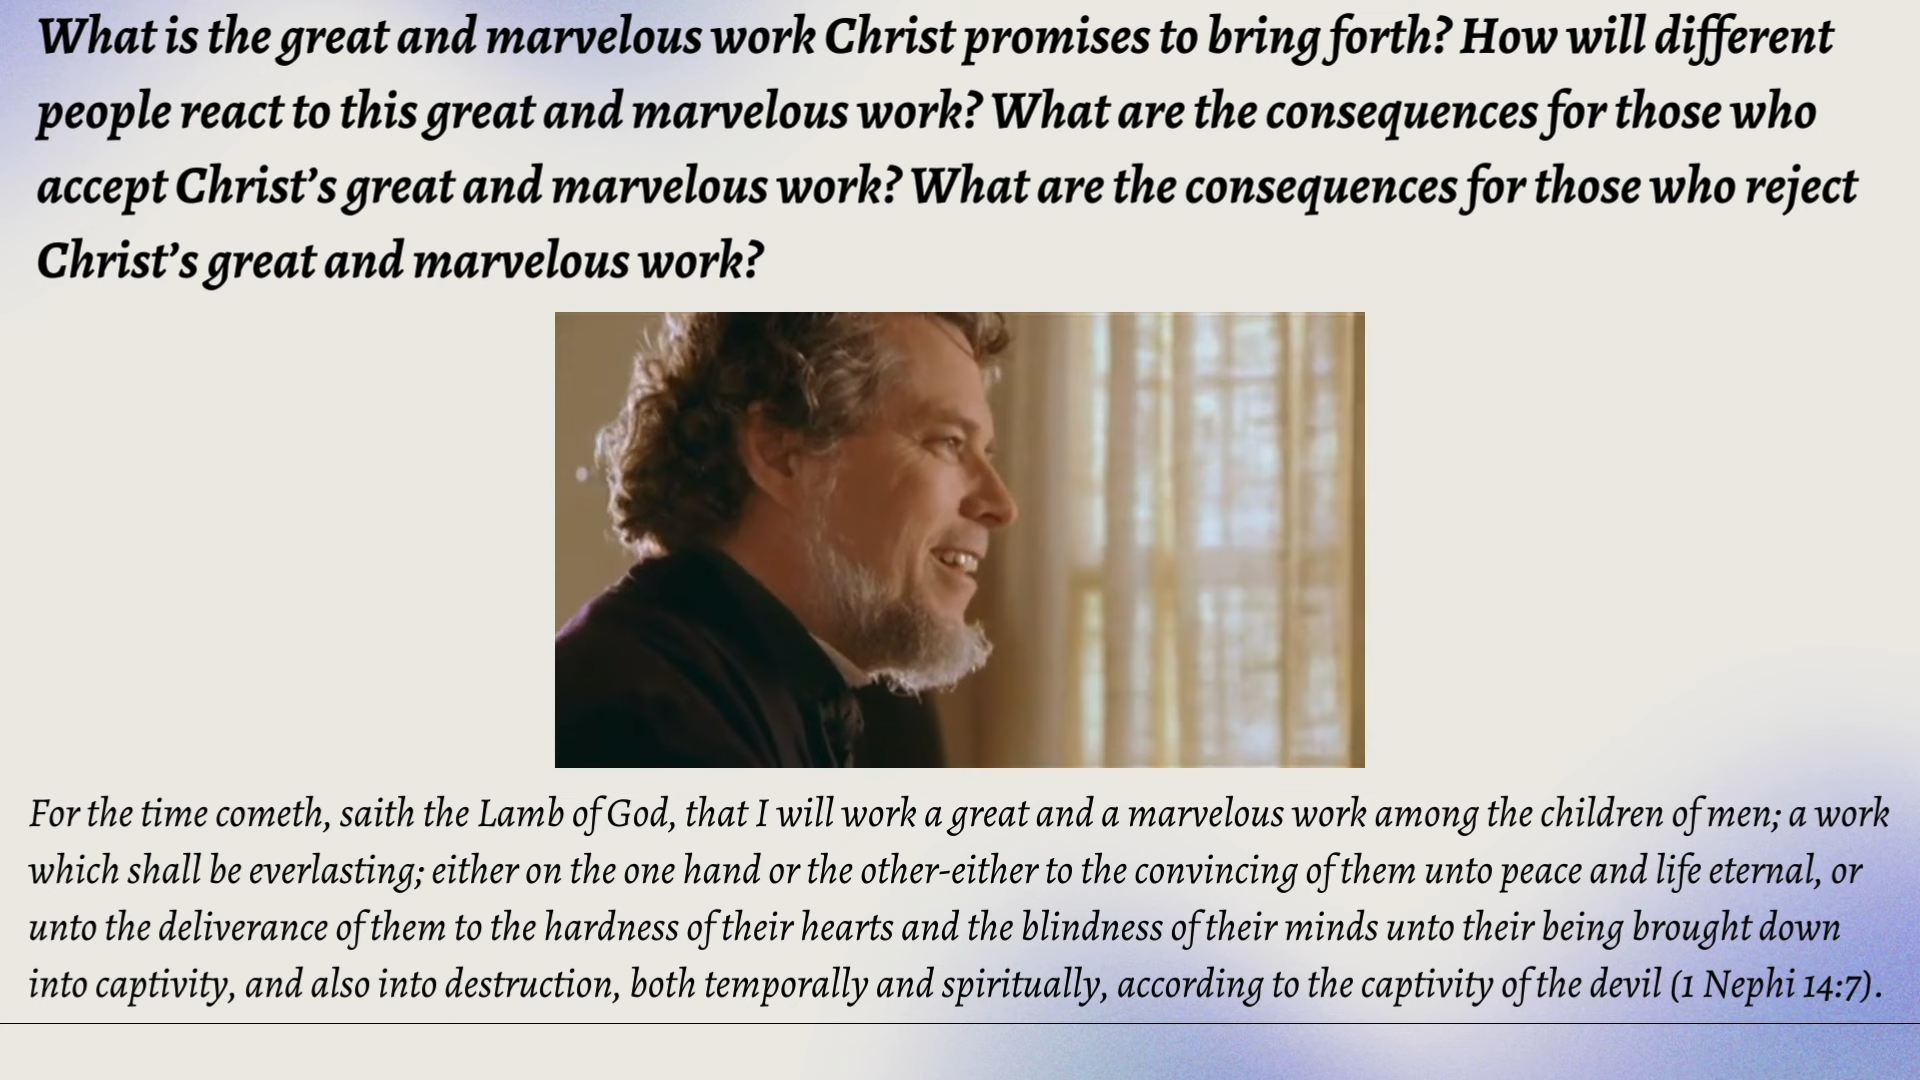 What is the great and marvelous work Christ promises to bring forth? How will different
people react to this great and marvelous work? What are the consequences for those who
accept Christ’s great and marvelous work? What are the consequences for those who reject
Christ’s great and marvelous work?
For the time cometh, saith the Lamb of God, that I will work a great and a marvelous work among the children of men; a work
which shall be everlasting; either on the one hand or the other-either to the convincing of them unto peace and life eternal, or
unto the deliverance of them to the hardness of their hearts and the blindness of their minds unto their being brought down
into captivity, and also into destruction, both temporally and spiritually, according to the captivity of the devil (1 Nephi 14:7).